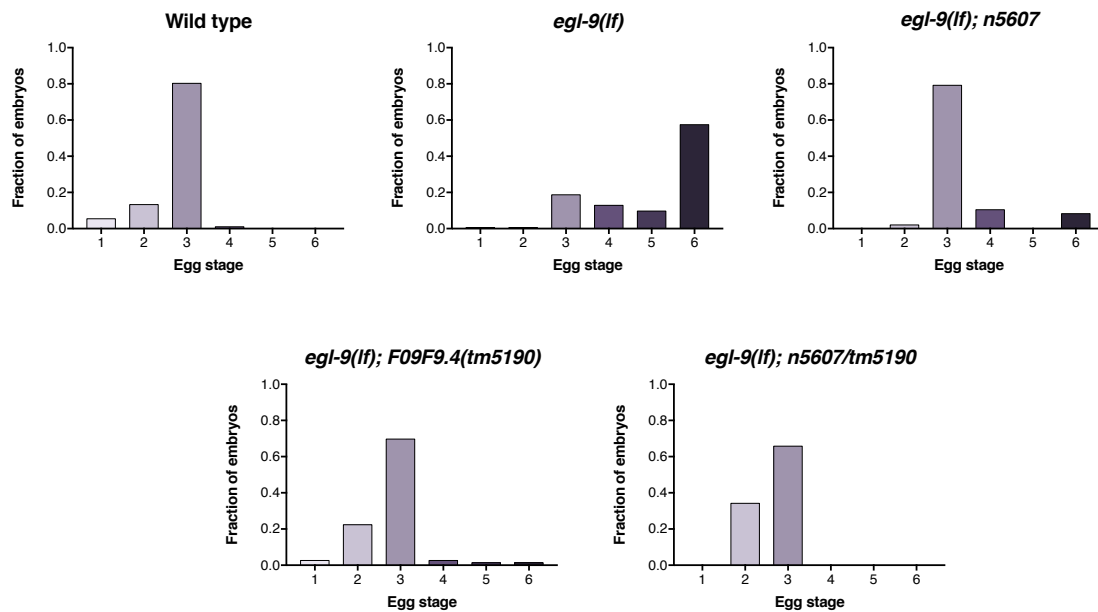 Wild type
1.0
0.8
0.6
0.4
0.2
0.0
Fraction of embryos
1 2 3 4 5 6
Egg stage
egl-9(lf)
1.0
0.8
0.6
0.4
0.2
0.0
Fraction of embryos
1 2 3 4 5 6
Egg stage
egl-9(lf); n5607
1.0
0.8
0.6
0.4
0.2
0.0
Fraction of embryos
1 2 3 4 5 6
Egg stage
egl-9(lf); F09F9.4(tm5190)
1.0
0.8
0.6
0.4
0.2
0.0
Fraction of embryos
1 2 3 4 5 6
Egg stage
egl-9(lf); n5607/tm5190
1.0
0.8
0.6
0.4
0.2
0.0
Fraction of embryos
1 2 3 4 5 6
Egg stage